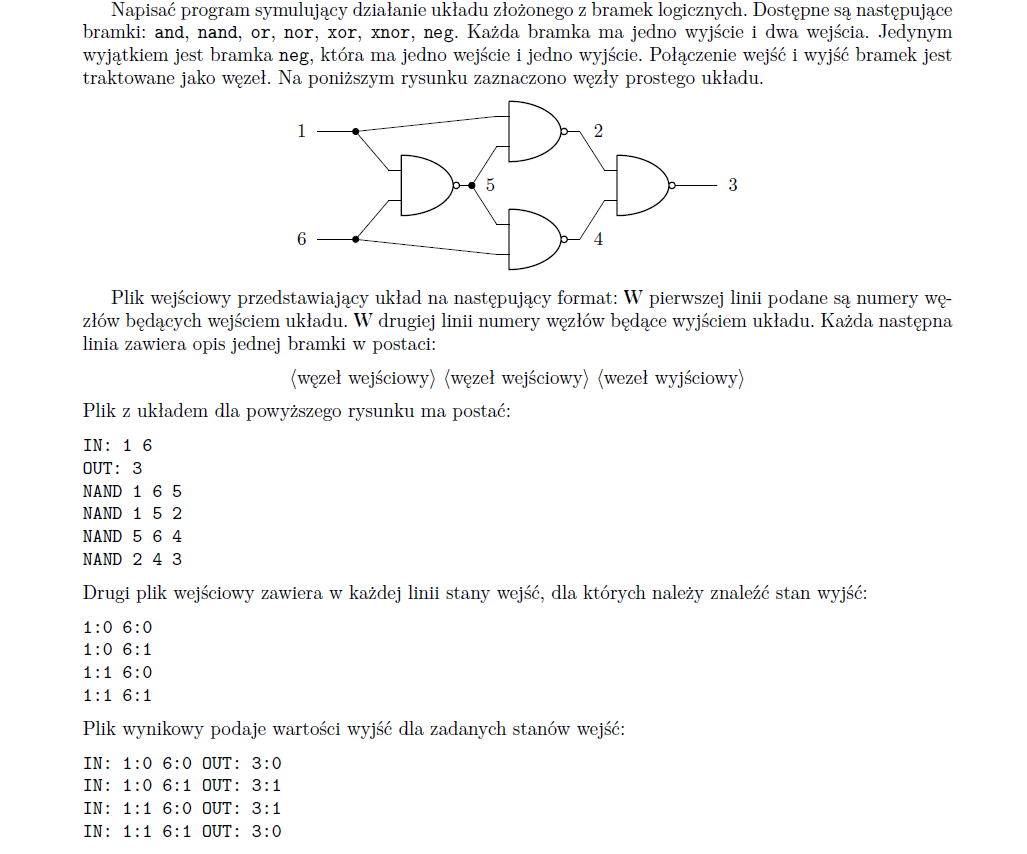 Napisać program symulujący działanie układu złożonego z bramek logicznych. Dostępne są następujące
bramki: and, nand, or, nor, xor, xnor, neg. Każda bramka ma jedno wyjście i dwa wejścia. Jedynym
wyjątkiem jest bramka neg, która ma jedno wejście i jedno wyjście. Połączenie wejść i wyjść bramek jest
traktowane jako węzeł. Na poniższym rysunku zaznaczono węzły prostego układu.
1
2
5
3
6
4
Plik wejściowy przedstawiający układ na następujący format: W pierwszej linii podane są numery wę-
złów będących wejściem układu. W drugiej linii numery węzłów będące wyjściem układu. Każda następna
linia zawiera opis jednej bramki w postaci:
⟨węzeł wejściowy⟩ ⟨węzeł wejściowy⟩ ⟨wezeł wyjściowy⟩
Plik z układem dla powyższego rysunku ma postać:
IN: 1 6
OUT: 3
NAND 1 6 5
NAND 1 5 2
NAND 5 6 4
NAND 2 4 3
Drugi plik wejściowy zawiera w każdej linii stany wejść, dla których należy znaleźć stan wyjść:
1:0 6:0
1:0 6:1
1:1 6:0
1:1 6:1
Plik wynikowy podaje wartości wyjść dla zadanych stanów wejść:
IN: 1:0 6:0 OUT: 3:0
IN: 1:0 6:1 OUT: 3:1
IN: 1:1 6:0 OUT: 3:1
IN: 1:1 6:1 OUT: 3:0